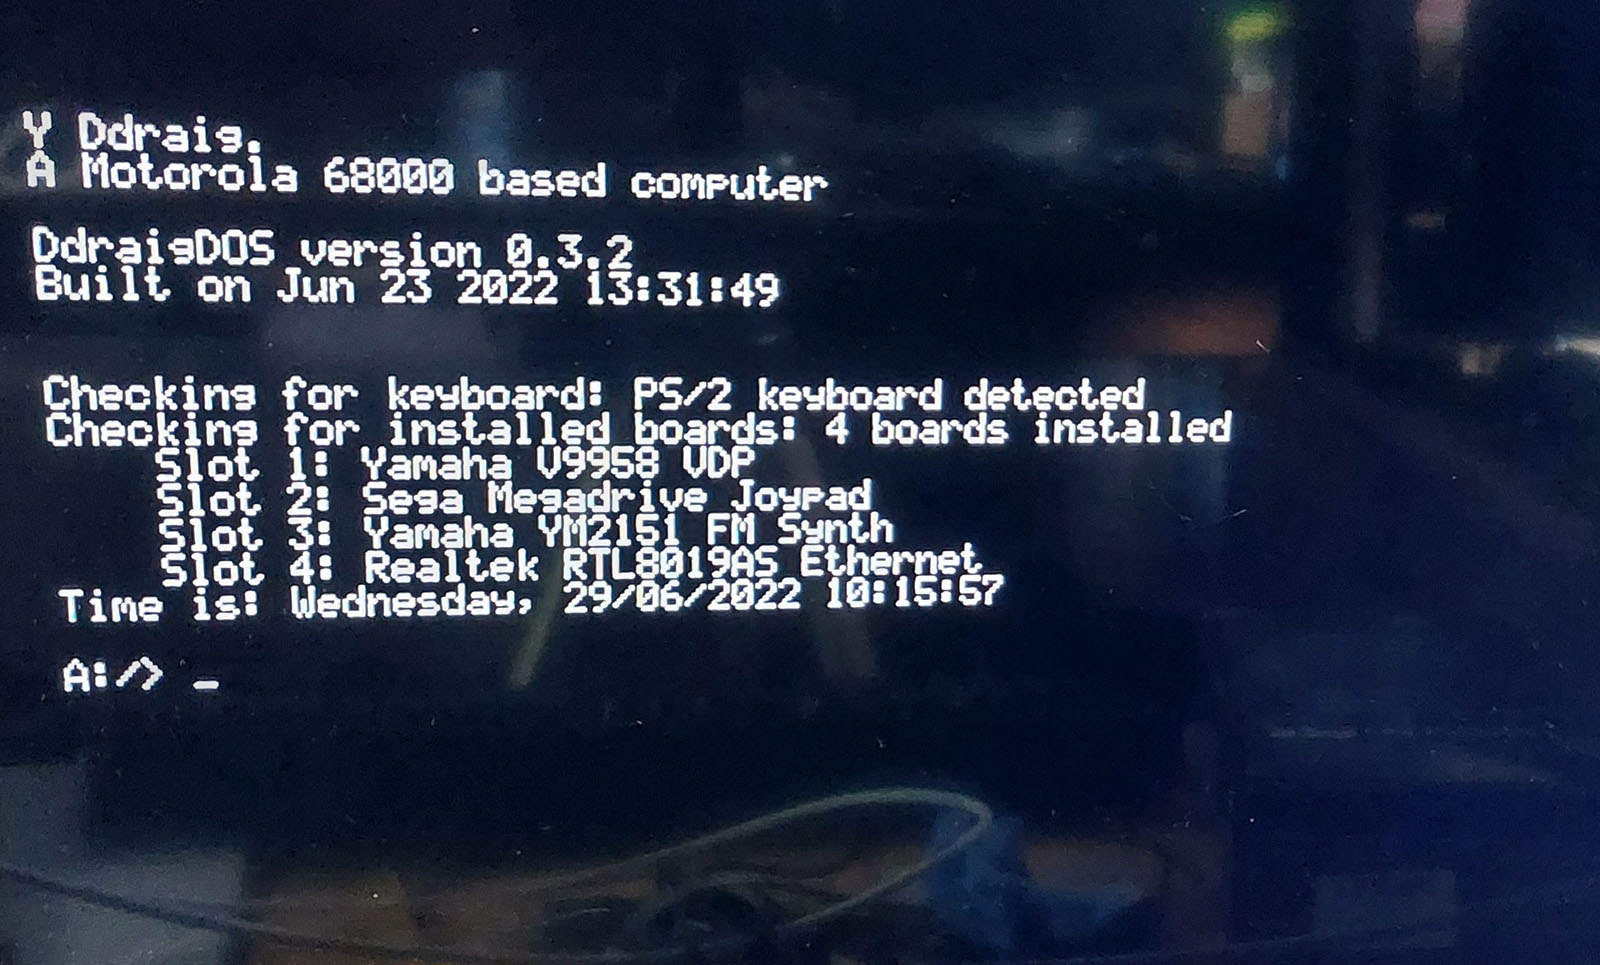 Y Ddraig.
A Motorola 68000 based computer
DdraigDOS version 0.3.2
Built on Jun 23 2022 13:31:49
Checking for keyboard: PS/2 keyboard detected
Checking for installed boards: 4 boards installed
Slot 1: Yamaha V9958 VDP
Slot 2: Sega Megadrive Joypad
Slot 3: Yamaha YM2151 FM Synth
Slot 4: Realtek RTL8019AS Ethernet
Time is: Wednesday, 29/06/2022 10:15:57
A:/> _